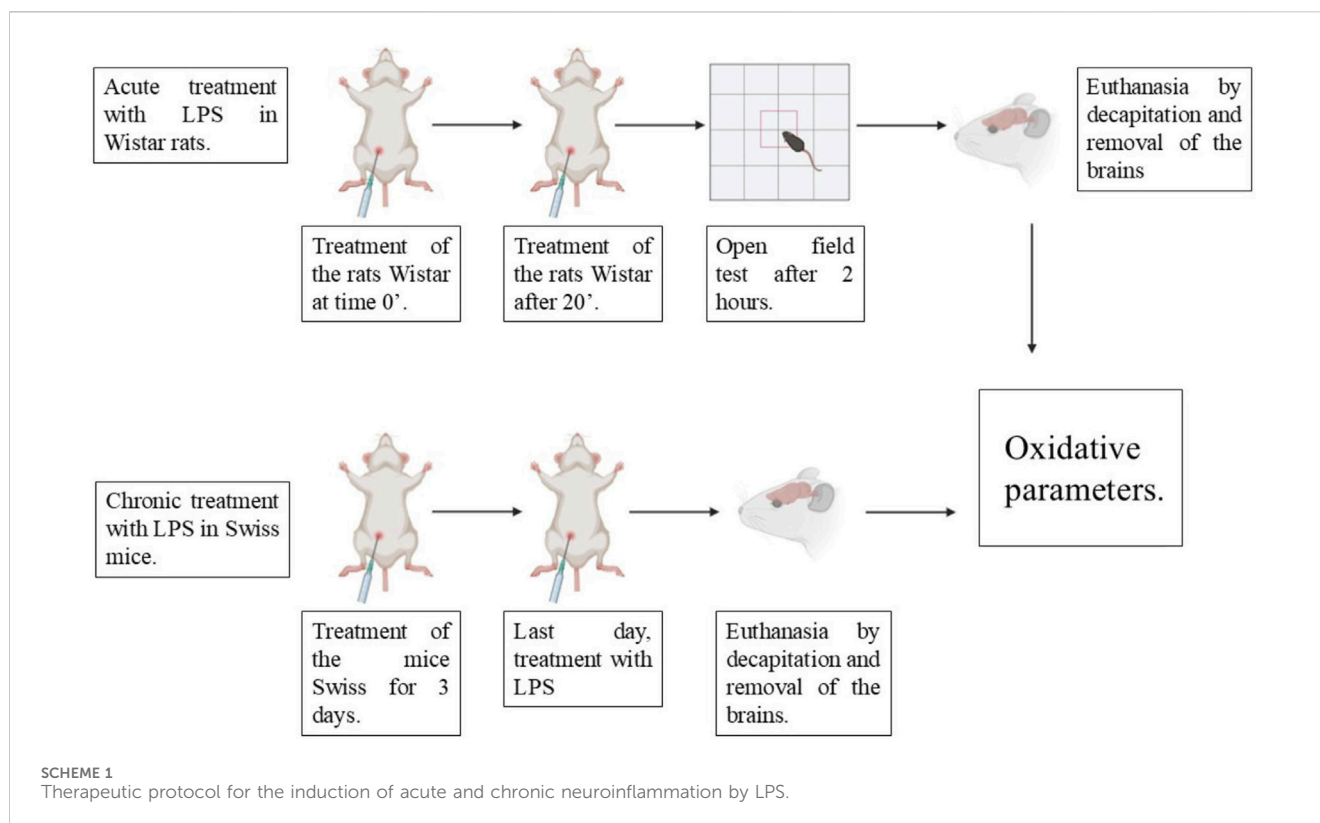 Acute treatment
with LPS in
Wistar rats.
Treatment of
the rats Wistar
at time 0’.
Treatment of
the rats Wistar
after 20’.
Open field
test after 2
hours.
Euthanasia by
decapitation and
removal of the
brains
Oxidative
parameters.
Chronic treatment
with LPS in Swiss
mice.
Treatment of
the mice
Swiss for 3
days.
Last day,
treatment with
LPS
Euthanasia by
decapitation and
removal of the
brains.
SCHEME 1
Therapeutic protocol for the induction of acute and chronic neuroinflammation by LPS.